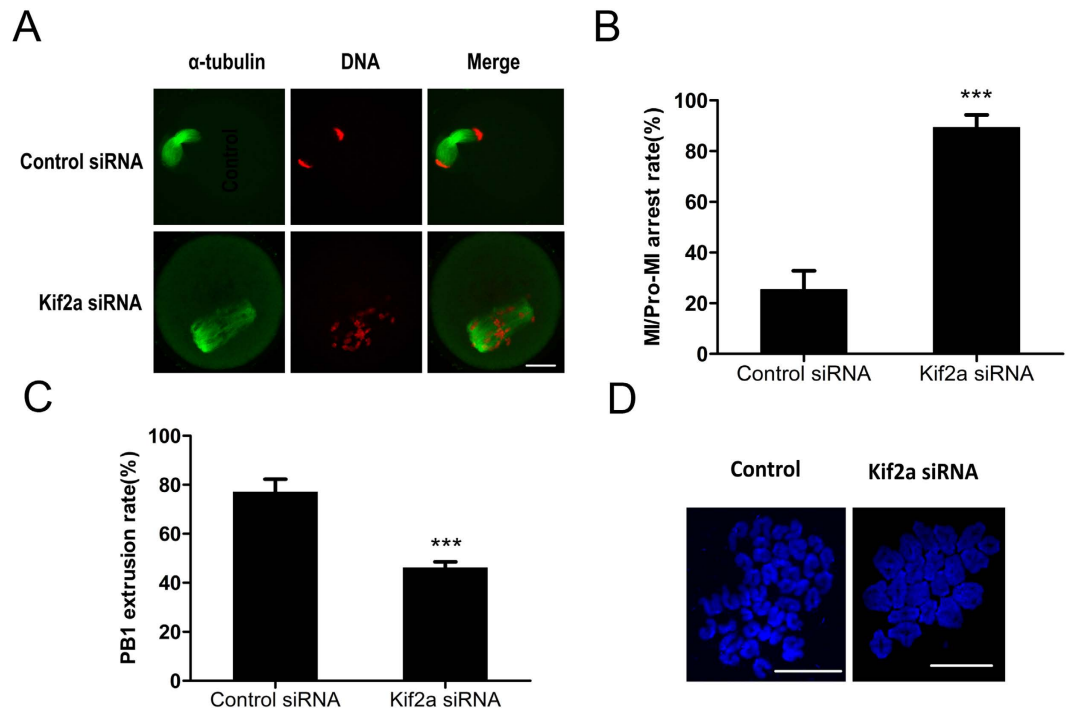 A
α-tubulin DNA Merge
Control siRNA
Control
Kif2a siRNA
B
MI/Pro-MI arrest rate(%)
100
80
60
40
20
0
***
Control siRNA Kif2a siRNA
C
PB1 extrusion rate(%)
100
80
60
40
20
0
***
Control siRNA Kif2a siRNA
D
Control Kif2a siRNA